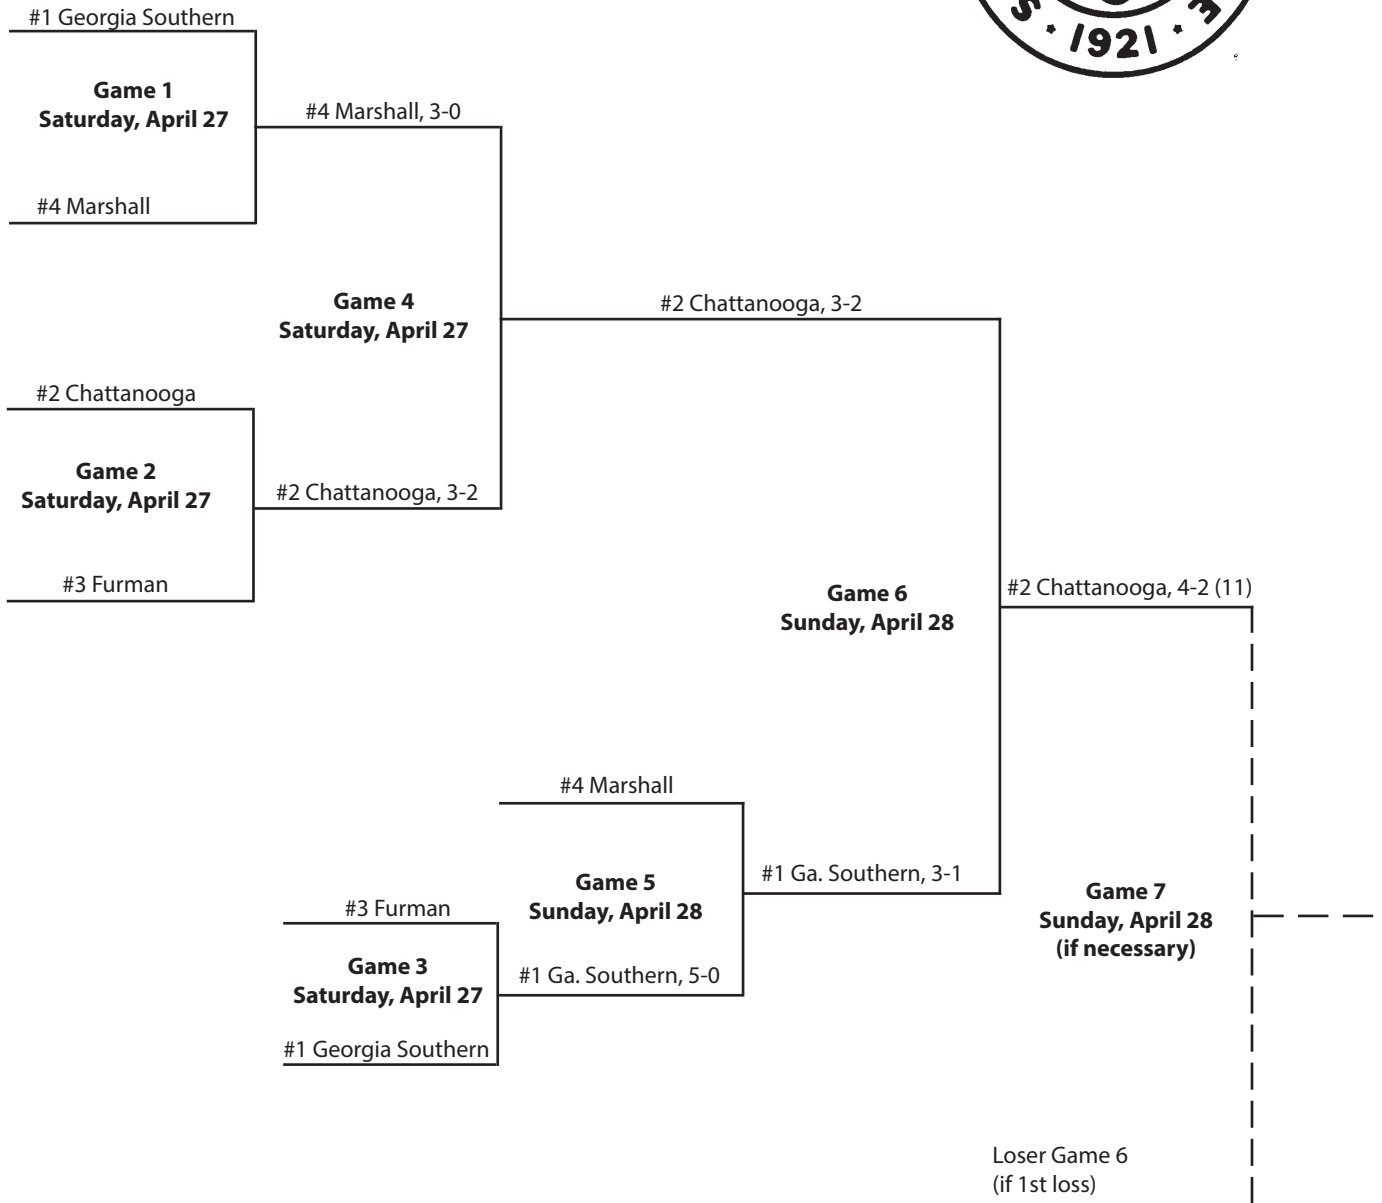 #1 Georgia Southern
Game 1
Saturday, April 27
#4 Marshall, 3-0
#4 Marshall
Game 4
Saturday, April 27
#2 Chattanooga, 3-2
#2 Chattanooga
Game 2
Saturday, April 27
#2 Chattanooga, 3-2
#3 Furman
Game 6
Sunday, April 28
#2 Chattanooga, 4-2 (11)
#4 Marshall
Game 5
Sunday, April 28
#1 Ga. Southern, 3-1
#3 Furman
Game 3
Saturday, April 27
#1 Ga. Southern, 5-0
#1 Georgia Southern
Game 7
Sunday, April 28
(if necessary)
Loser Game 6
(if 1st loss)
S · 1921 · E